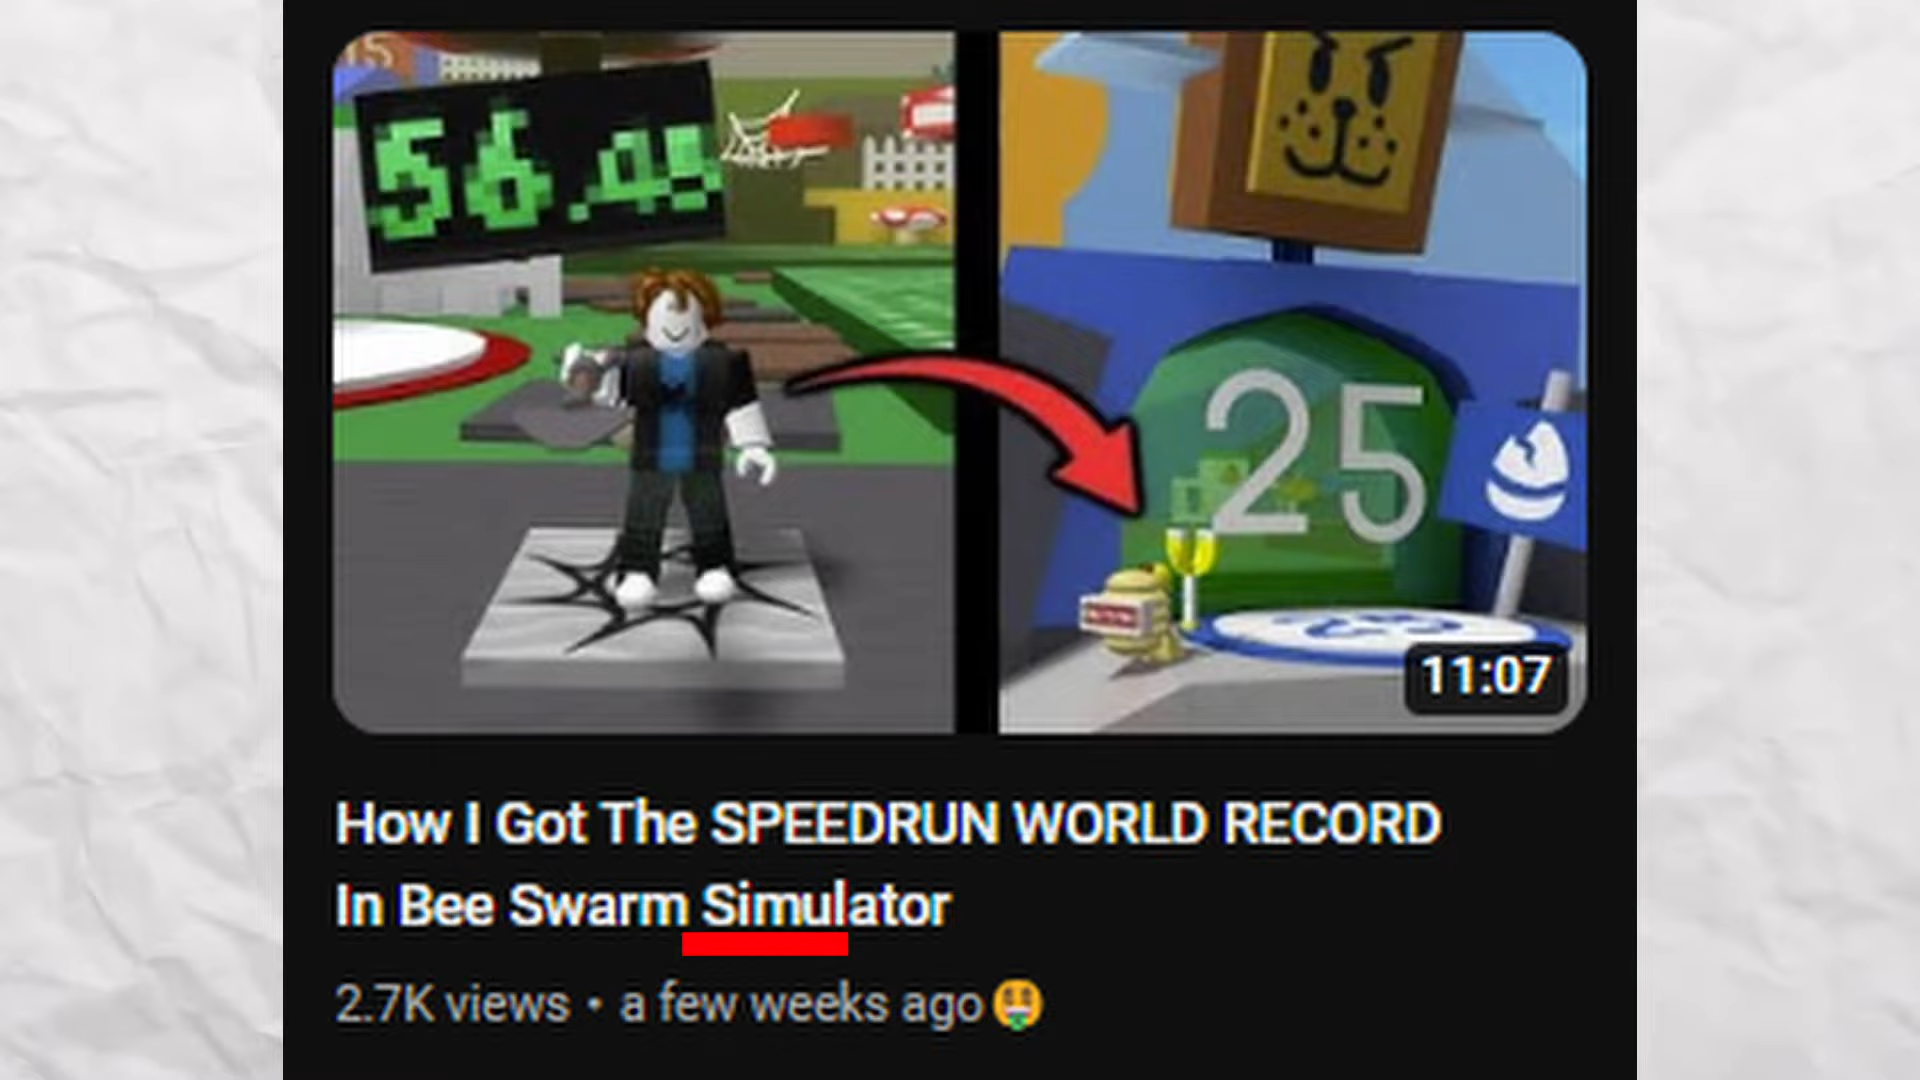 56.4!
25
11:07
How I Got The SPEEDRUN WORLD RECORD
In Bee Swarm Simulator
2.7K views • a few weeks ago🤑